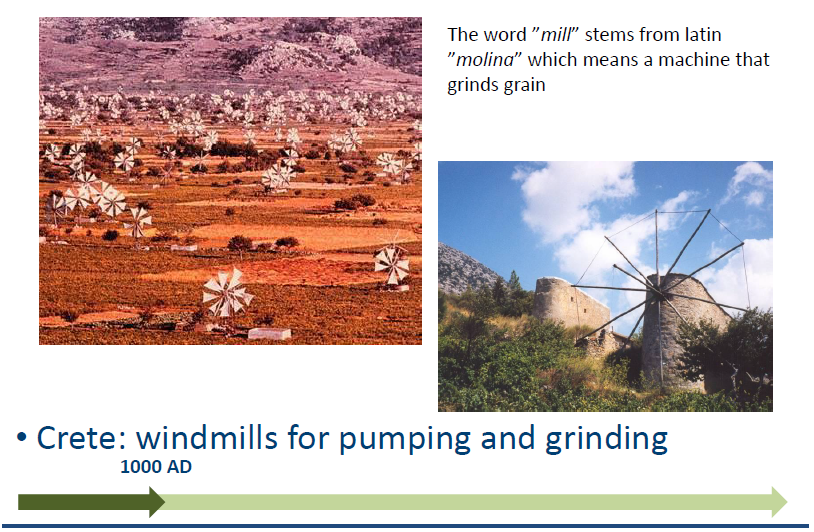 The word ”mill” stems from latin
”molina” which means a machine that
grinds grain
• Crete: windmills for pumping and grinding
1000 AD